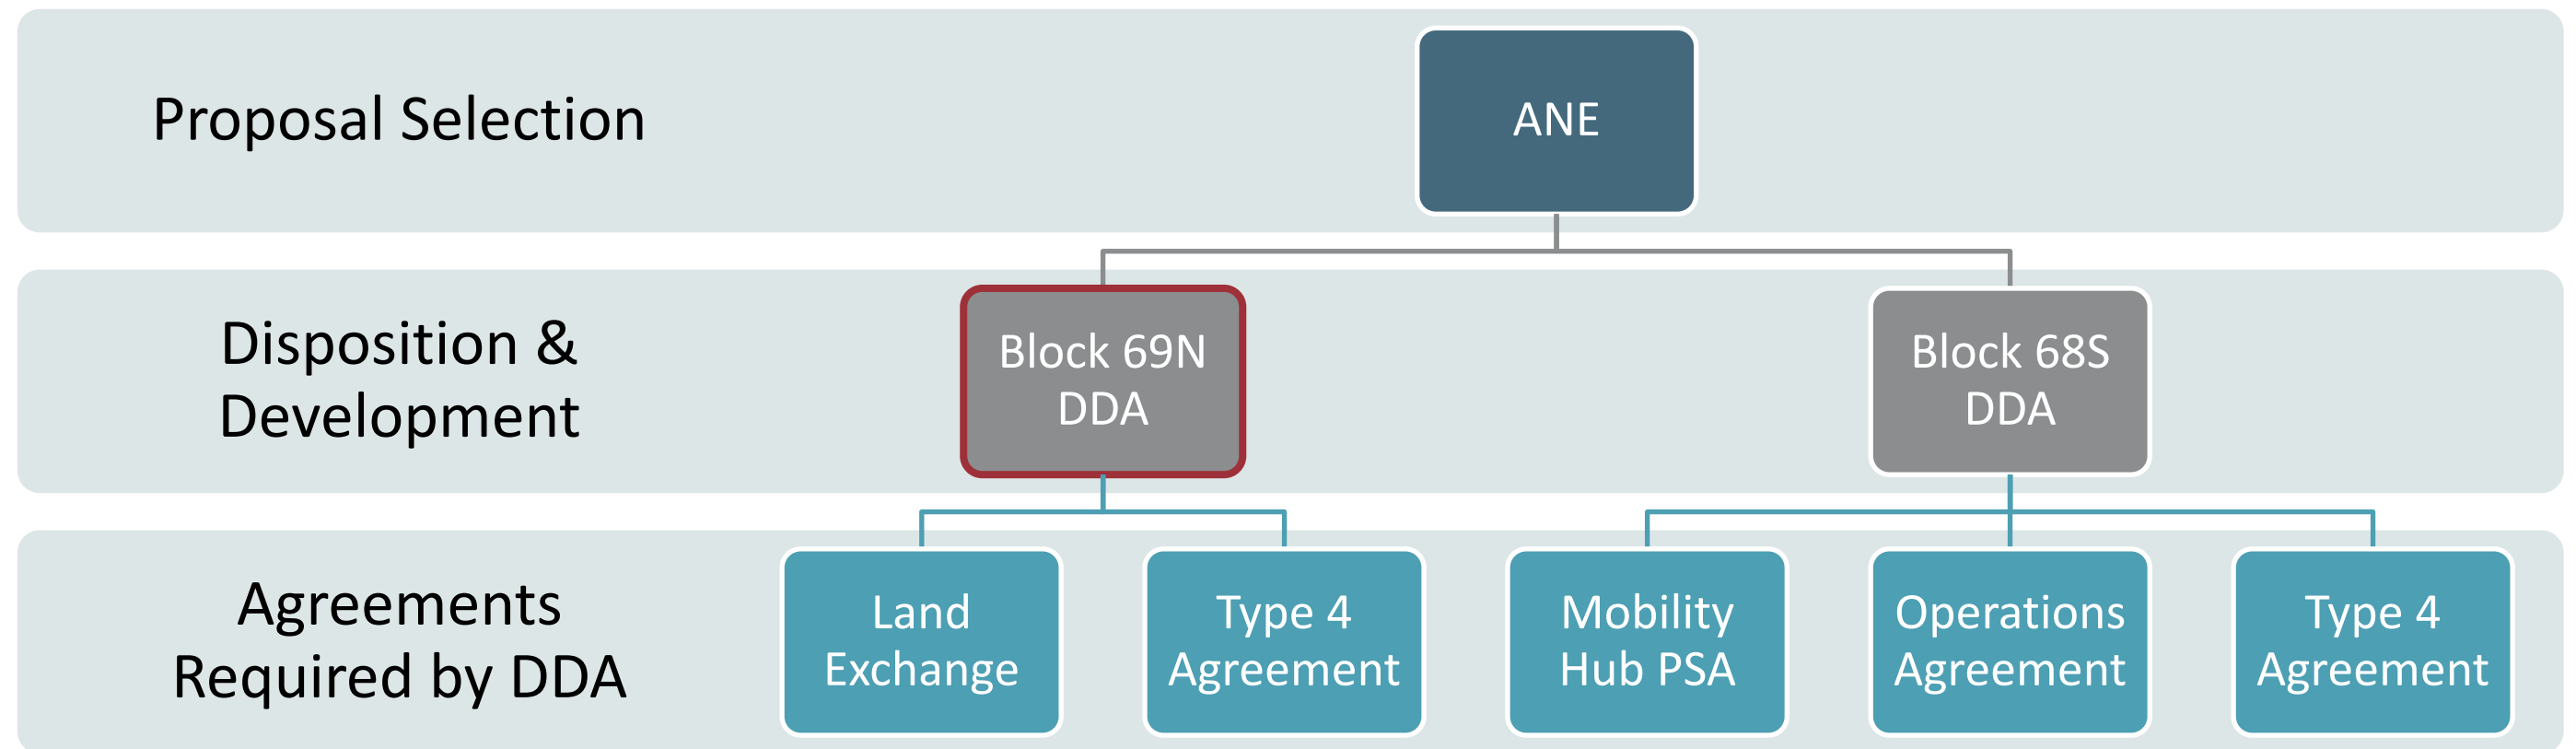 Proposal Selection
ANE
Disposition &
Development
Block 69N
DDA
Block 68S
DDA
Agreements
Required by DDA
Land
Exchange
Type 4
Agreement
Mobility
Hub PSA
Operations
Agreement
Type 4
Agreement